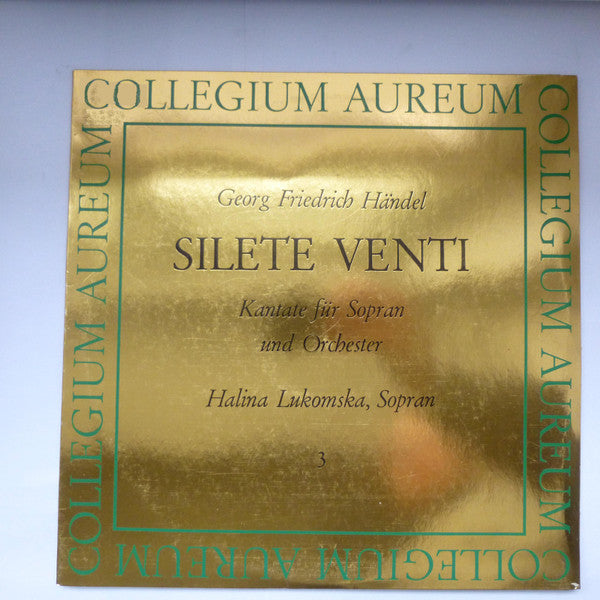 COLLEGIUM AUREUM
COLLEGIUM AUREUM
COLLEGIUM AUREUM
COLLEGIUM AUREUM
Georg Friedrich Händel
SILETE VENTI
Kantate für Sopran
und Orchester
Halina Lukomska, Sopran
3